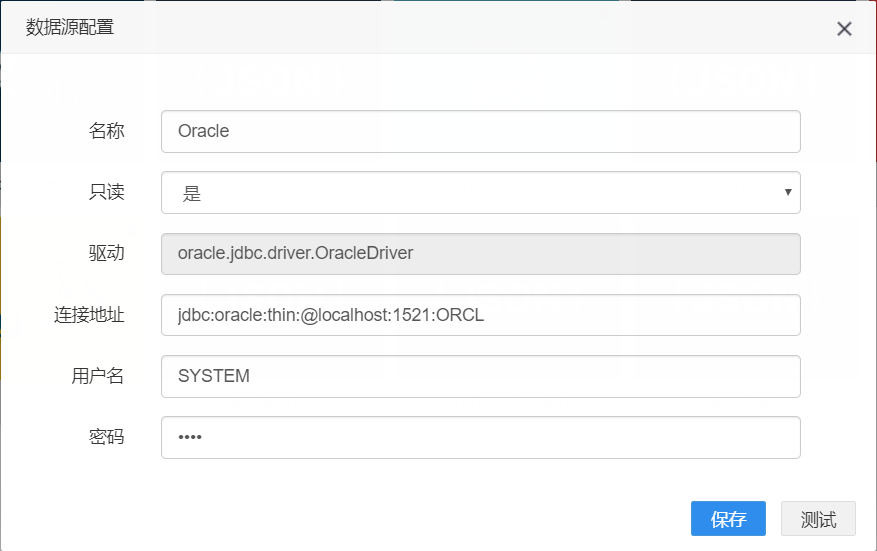 数据源配置
名称 Oracle
只读 是
驱动 oracle.jdbc.driver.OracleDriver
连接地址 jdbc:oracle:thin:@localhost:1521:ORCL
用户名 SYSTEM
密码 ••••
保存 测试